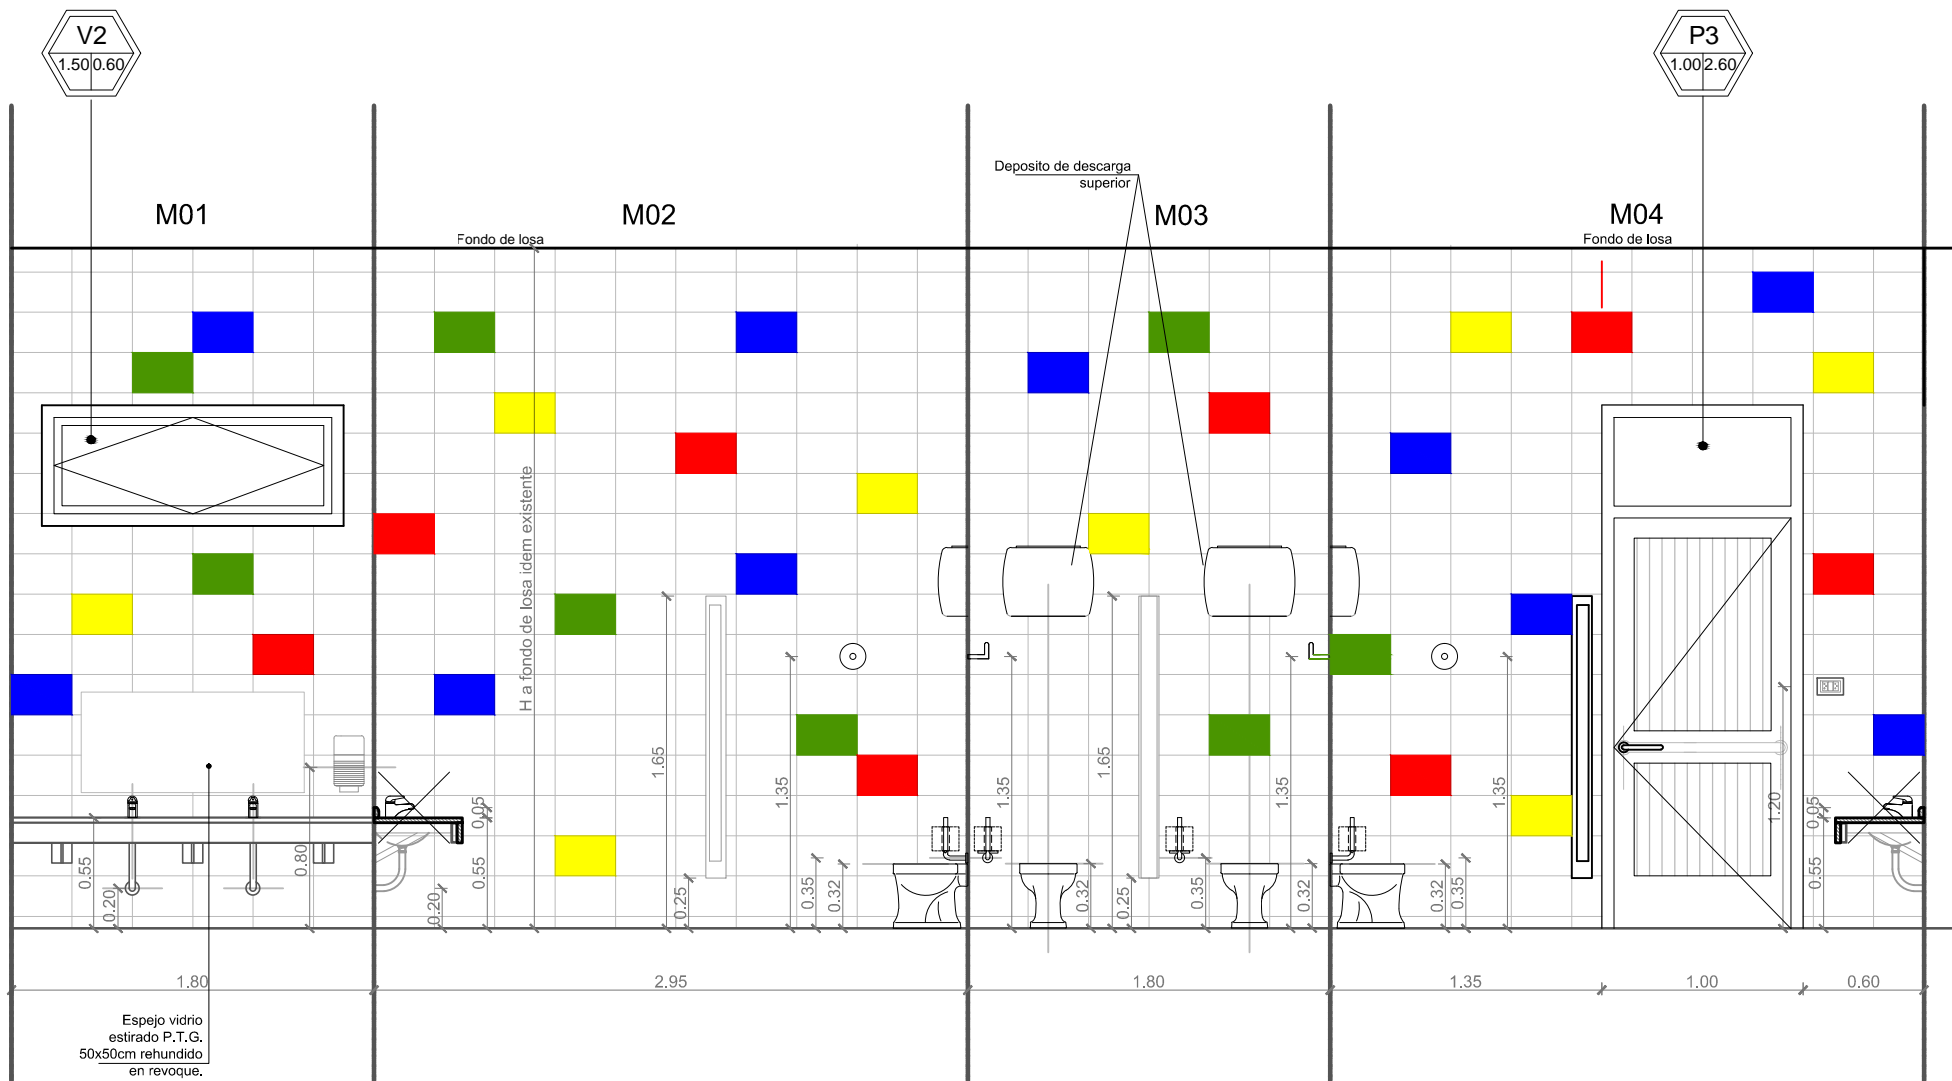 V2
1.50 0.60
P3
1.00 2.60
Deposito de descarga
superior
M01
M02
M03
M04
Fondo de losa
Fondo de losa
H a fondo de losa idem existente
0.55
0.20
0.80
0.20
0.55
0.05
1.65
0.25
1.35
0.35
0.32
1.35
0.32
1.65
0.25
0.35
1.35
0.32
0.32
0.35
1.35
1.20
0.05
0.55
1.80
2.95
1.80
1.35
1.00
0.60
Espejo vidrio
estirado P.T.G.
50x50cm rehundido
en revoque.